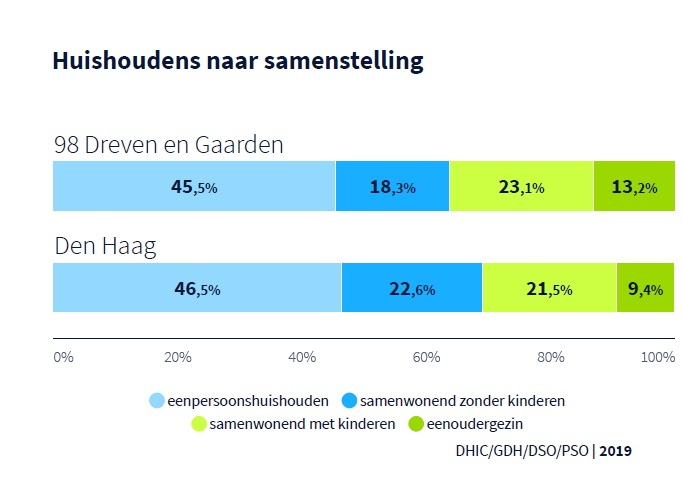 Huishoudens naar samenstelling
98 Dreven en Gaarden
45,5% 18,3% 23,1% 13,2%
Den Haag
46,5% 22,6% 21,5% 9,4%
0% 20% 40% 60% 80% 100%
eenpersoonshuishouden samenwonend zonder kinderen
samenwonend met kinderen eenoudergezin
DHIC/GDH/DSO/PSO | 2019